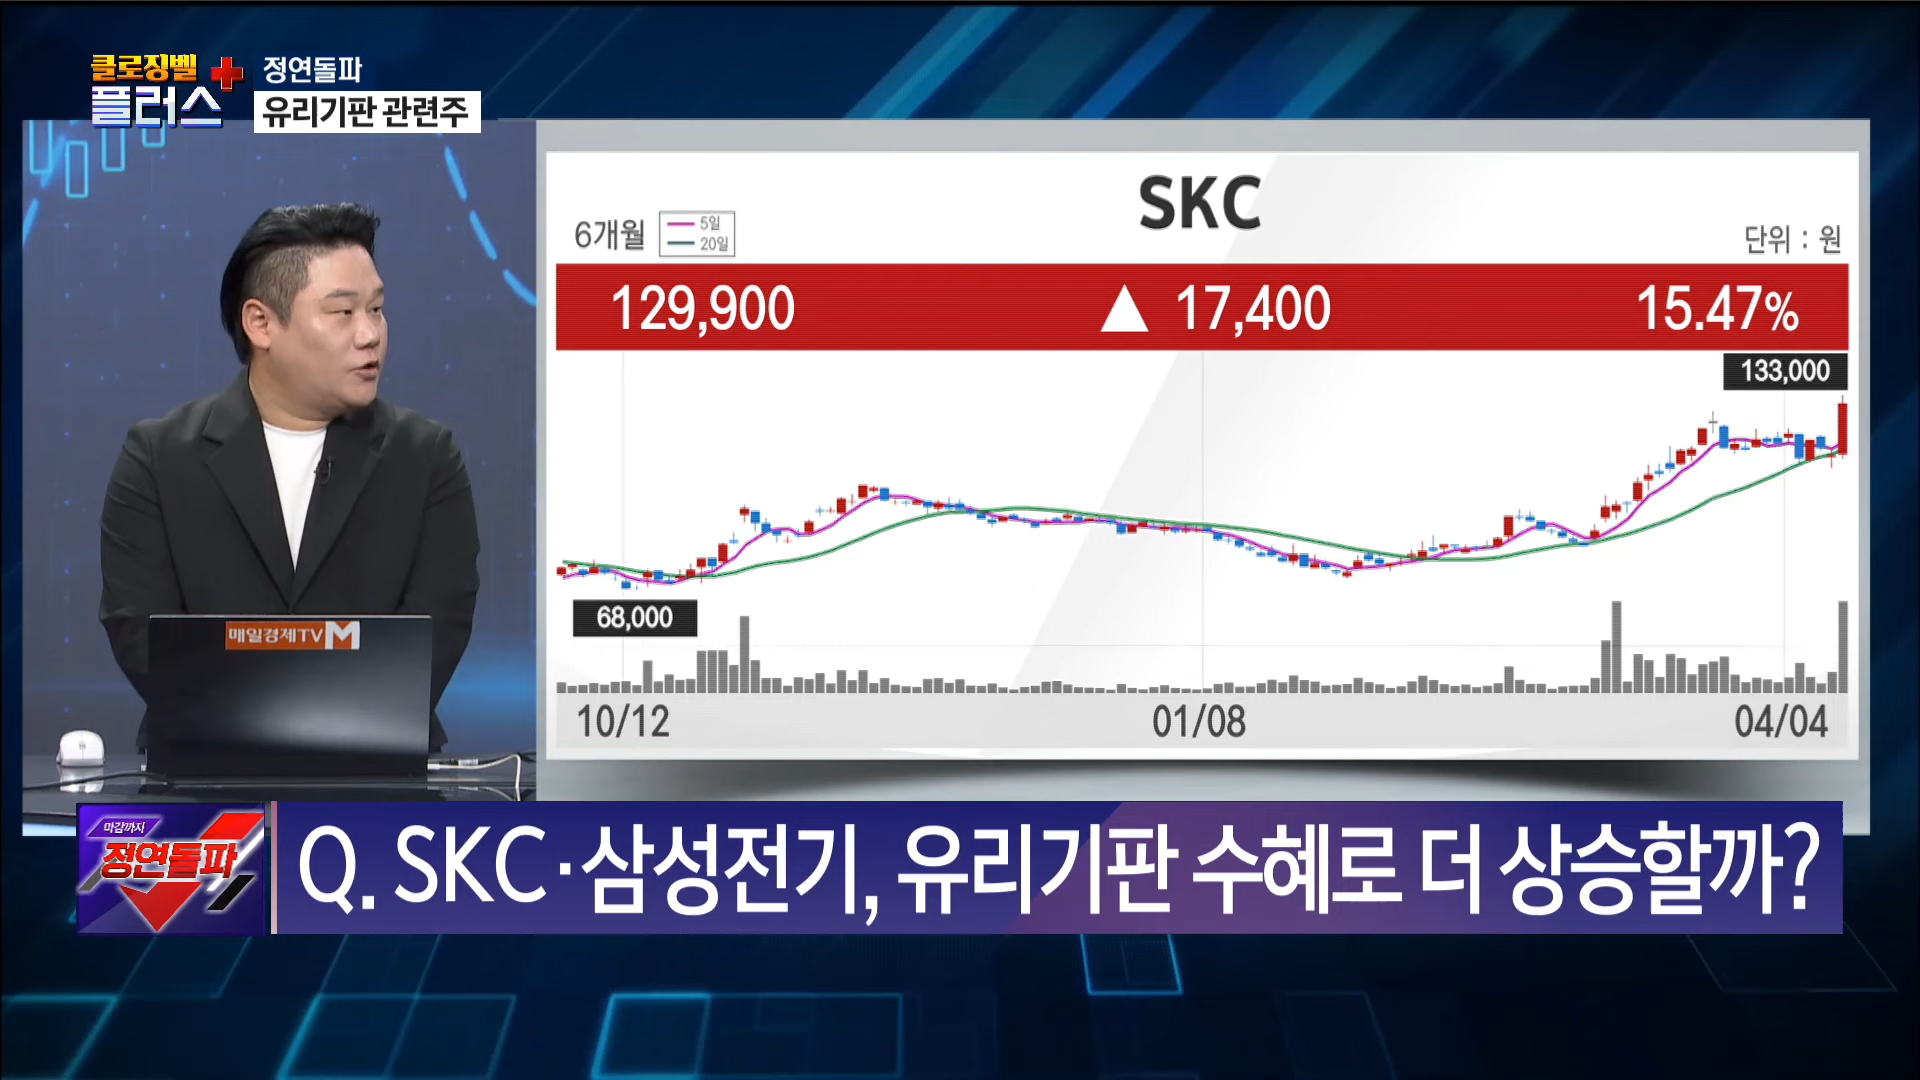 클로징벨
플러스
정연돌파
유리기판 관련주
SKC
6개월
5일
20일
단위 : 원
129,900 ▲ 17,400 15.47%
133,000
68,000
10/12 01/08 04/04
매일경제TV M
마감까지
정연돌파
Q. SKC·삼성전기, 유리기판 수혜로 더 상승할까?